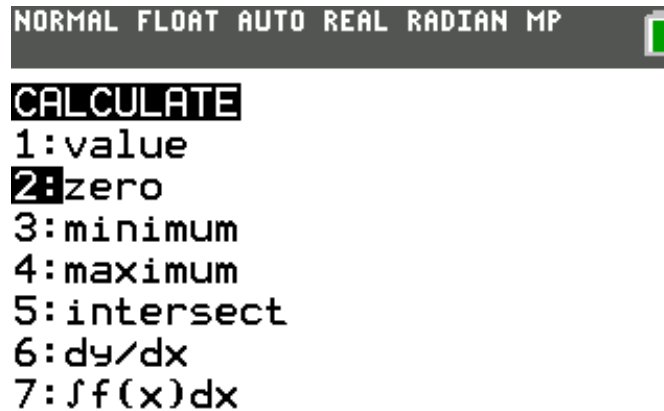 NORMAL FLOAT AUTO REAL RADIAN MP
CALCULATE
1:value
2:zero
3:minimum
4:maximum
5:intersect
6:dy/dx
7:∫f(x)dx